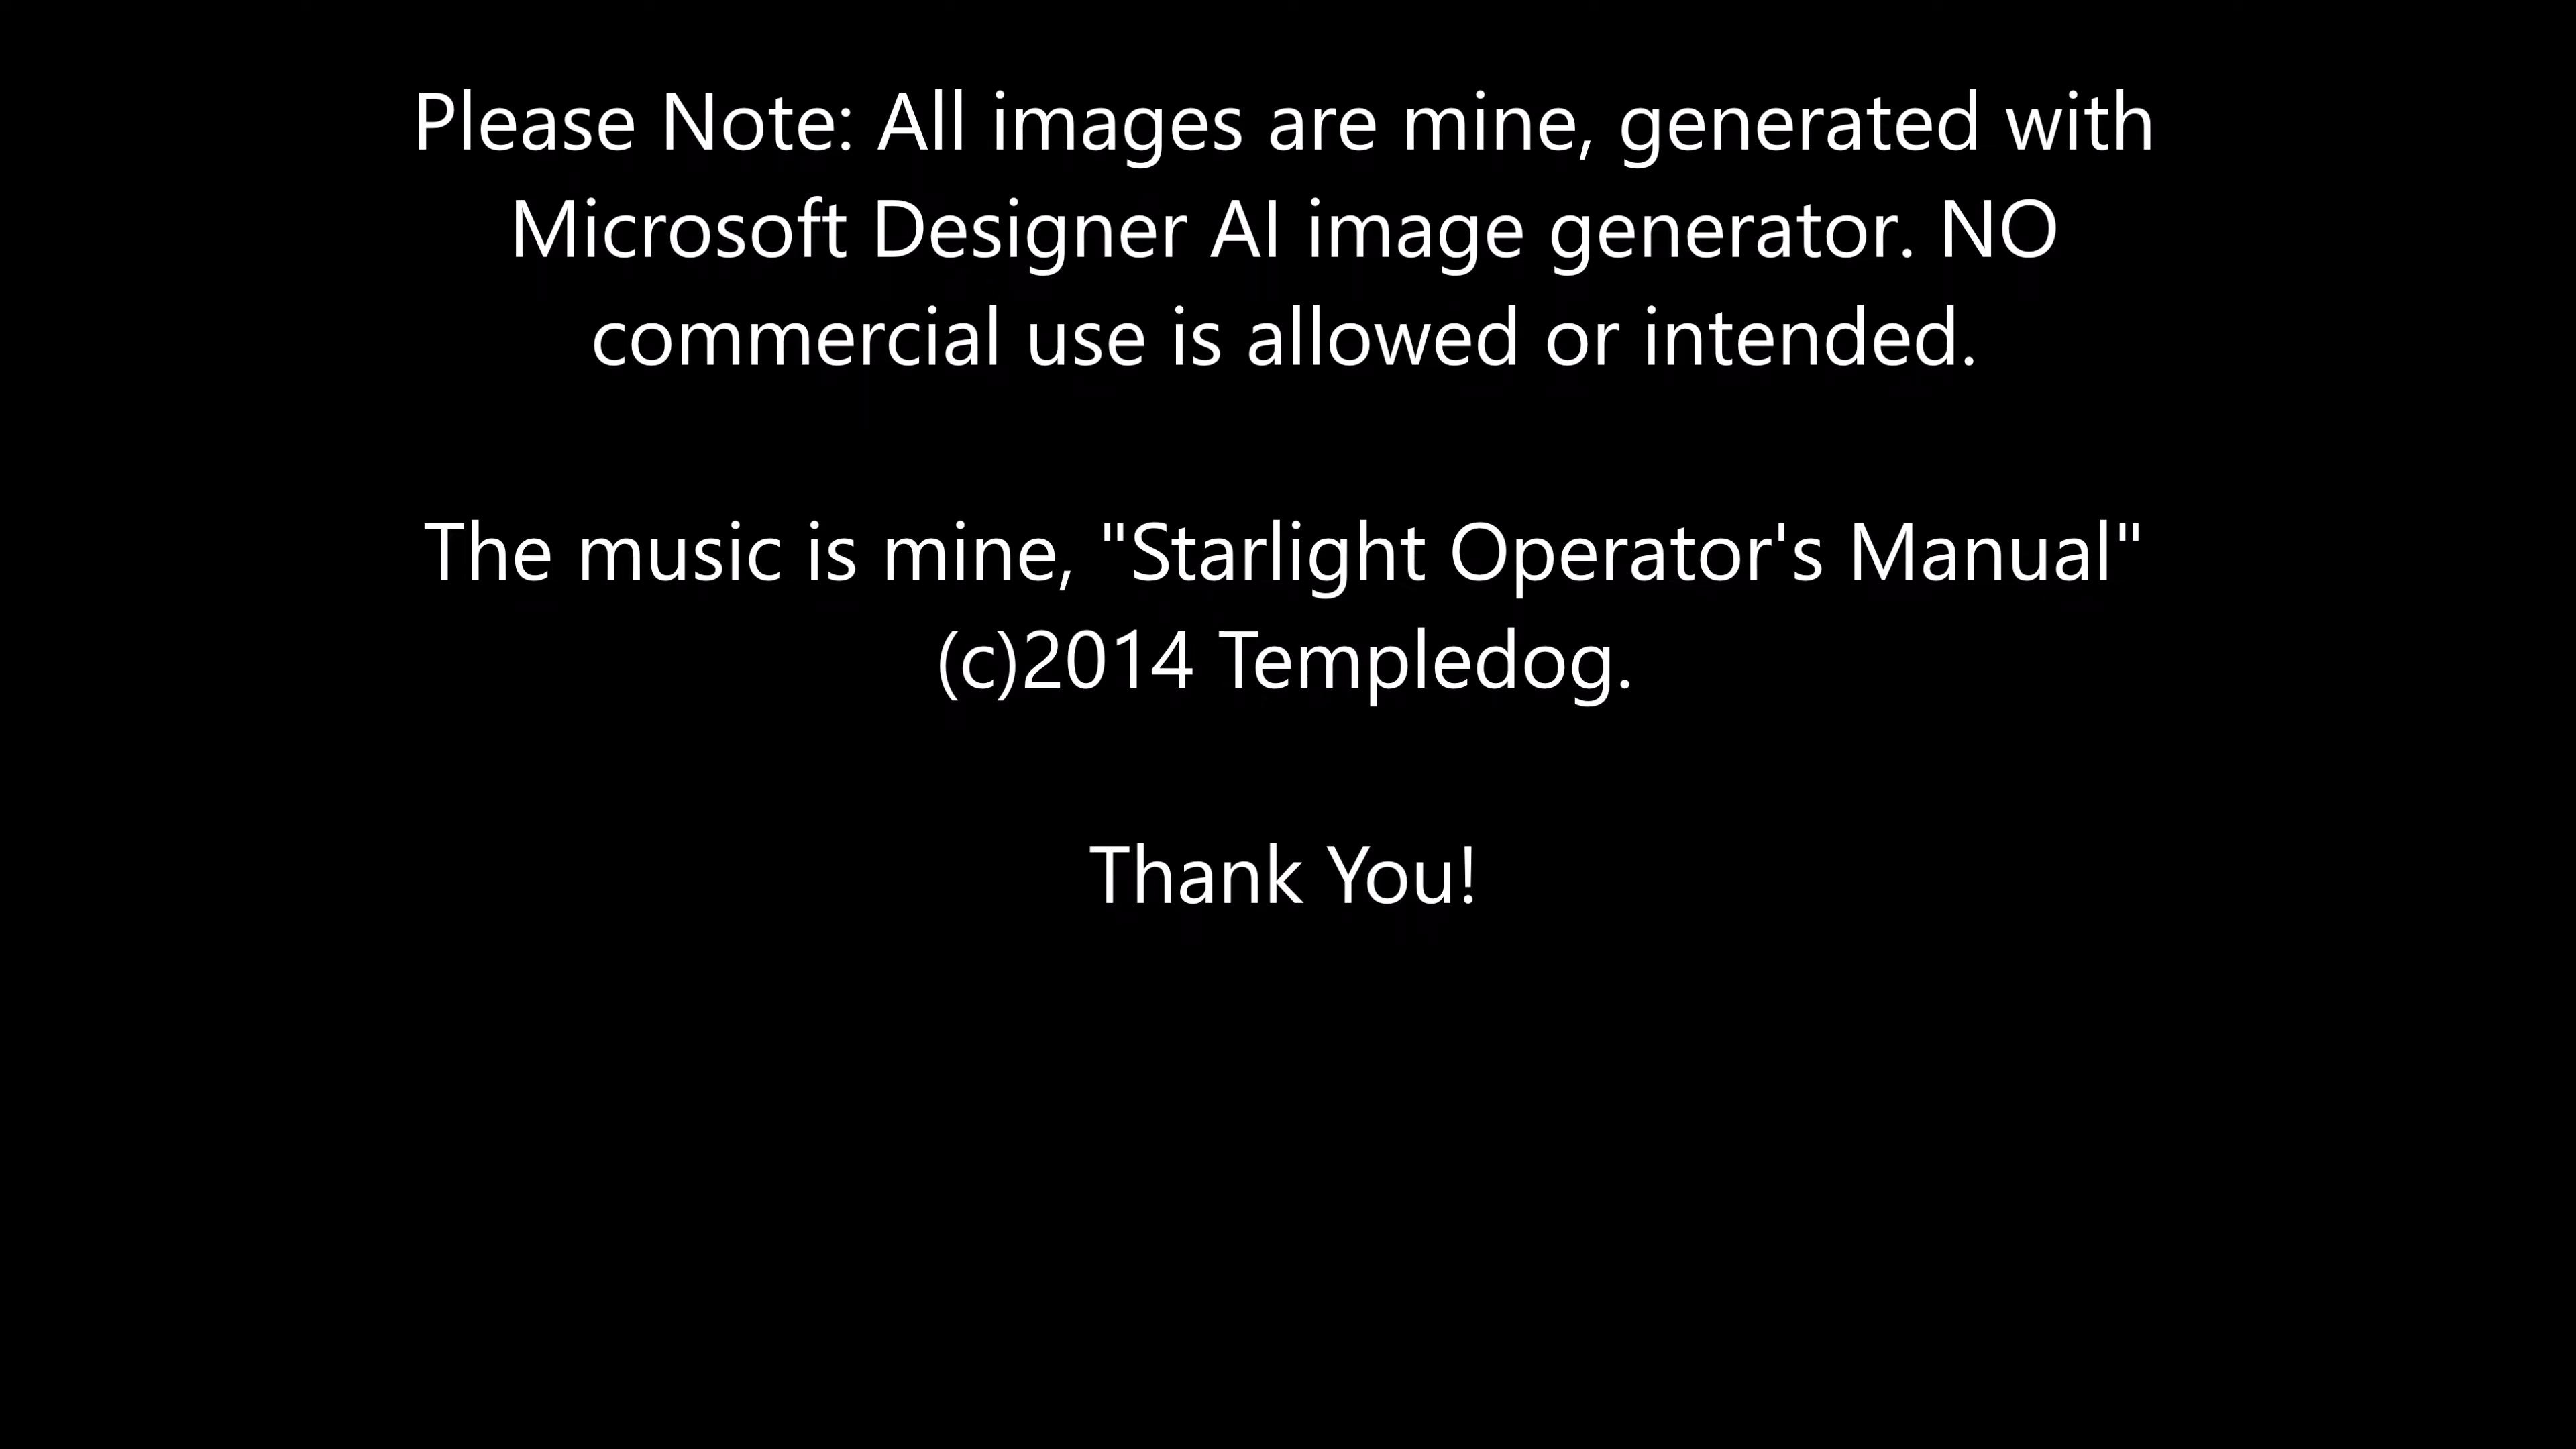 Please Note: All images are mine, generated with
Microsoft Designer AI image generator. NO
commercial use is allowed or intended.
The music is mine, "Starlight Operator's Manual"
(c)2014 Templedog.
Thank You!